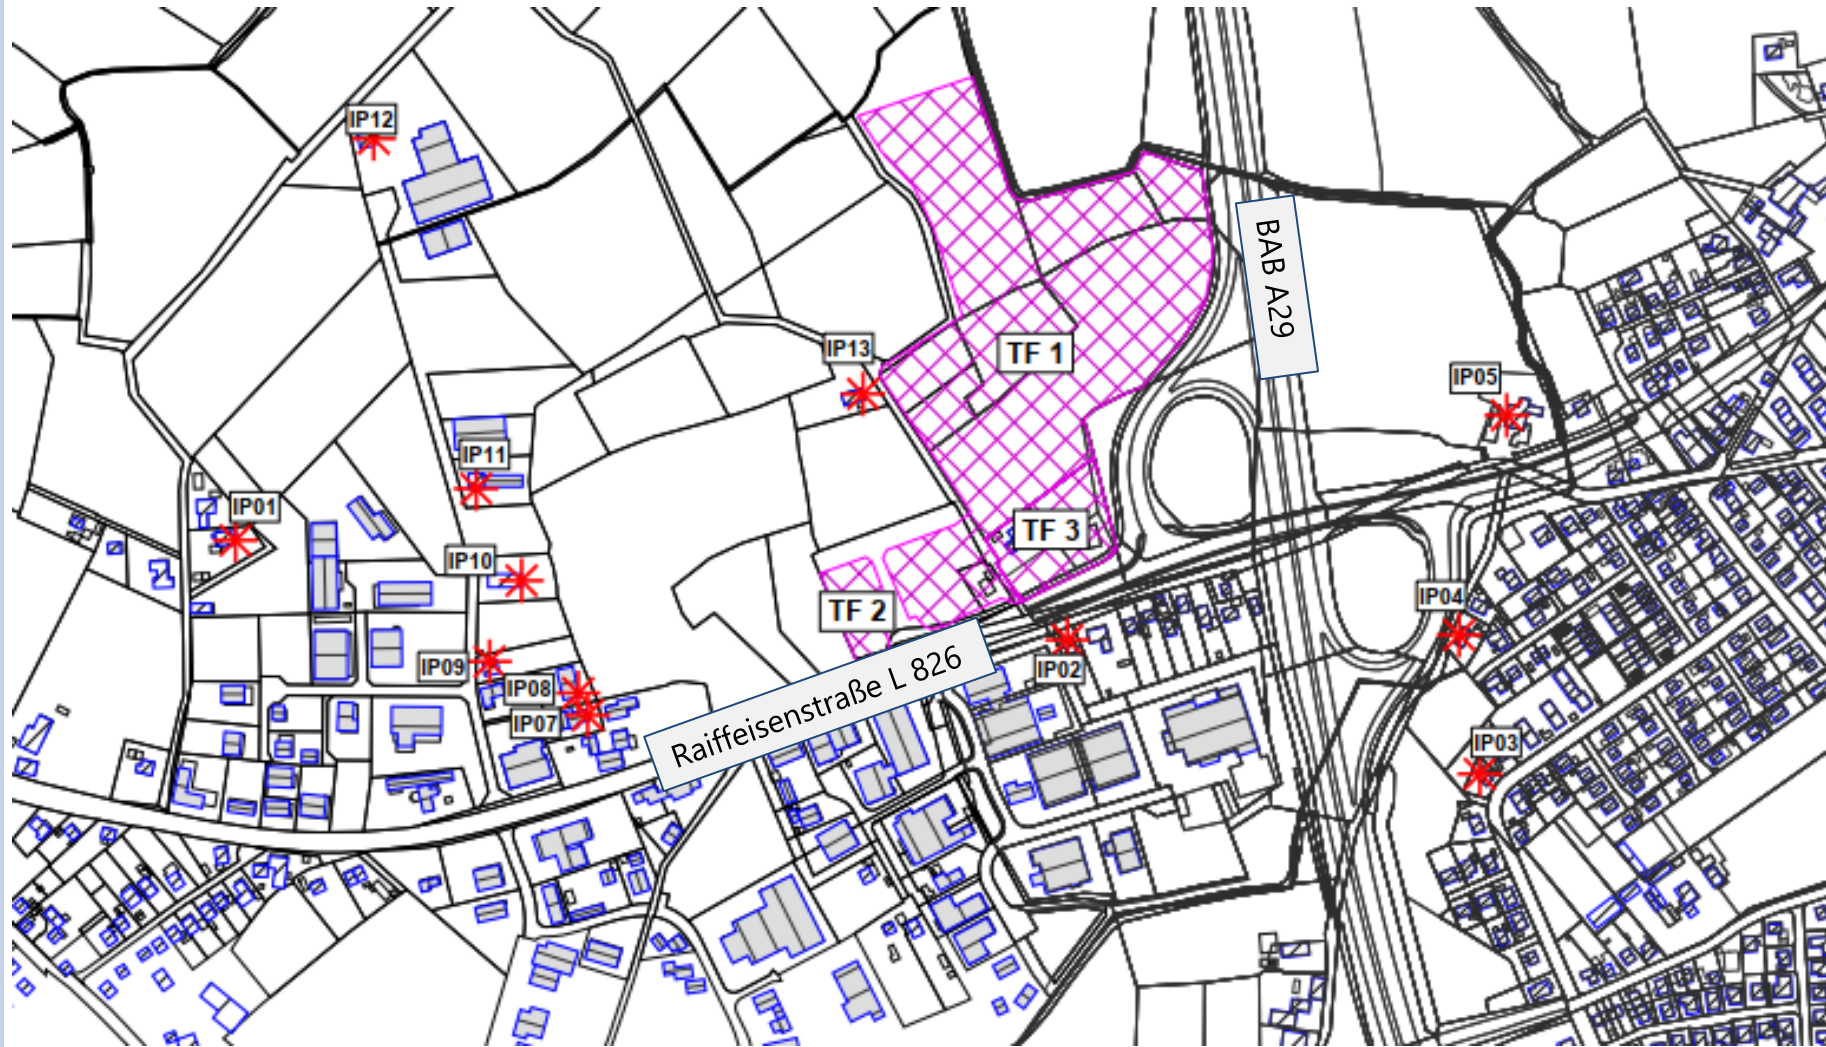 IP12
BAB A29
IP13
TF 1
IP05
IP11
IP01
TF 3
IP10
IP04
TF 2
IP09
IP02
IP08
Raiffeisenstraße L 826
IP07
IP03